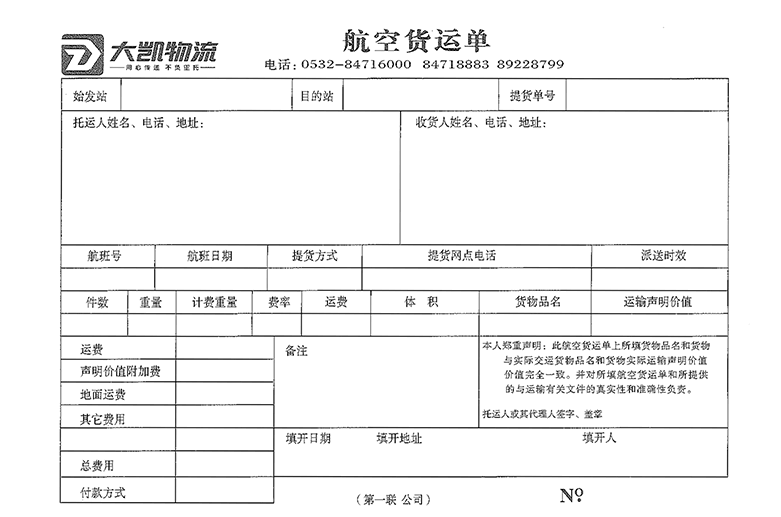 大凯物流
用心传递 不负重托
航空货运单
电话：0532-84716000 84718883 89228799
始发站 目的站 提货单号
托运人姓名、电话、地址： 收货人姓名、电话、地址：
航班号 航班日期 提货方式 提货网点电话 派送时效
件数 重量 计费重量 费率 运费 体 积 货物品名 运输声明价值
运费
声明价值附加费
地面运费
其它费用
总费用
付款方式
备注
本人郑重声明：此航空货运单上所填货物品名和货物
与实际交运货物品名和货物实际运输声明价值
价值完全一致。并对所填航空货运单和所提供
的与运输有关文件的真实性和准确性负责。
托运人或其代理人签字、盖章
填开日期 填开地址 填开人
（第一联 公司） Nº